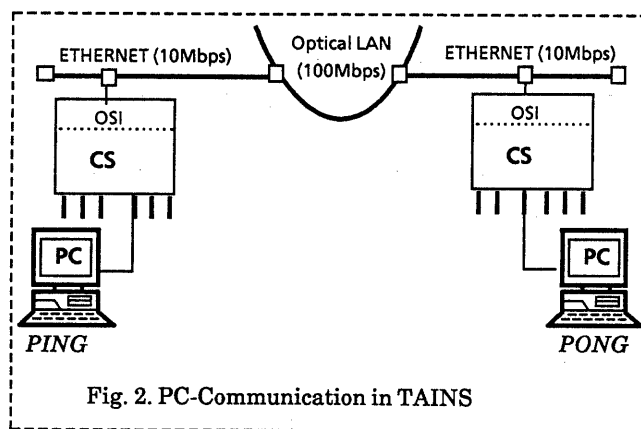 ETHERNET (10Mbps)
Optical LAN
(100Mbps)
ETHERNET (10Mbps)
OSI
CS
OSI
CS
PC
PC
PING
PONG
Fig. 2. PC-Communication in TAINS